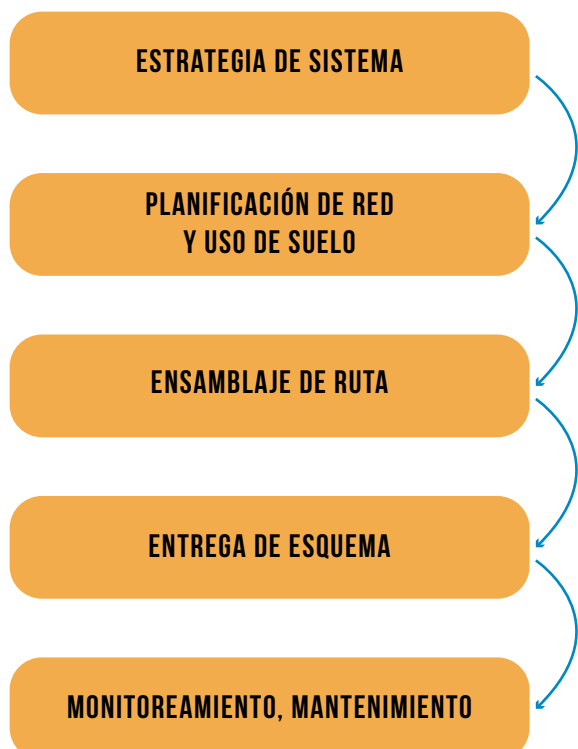 ESTRATEGIA DE SISTEMA
PLANIFICACIÓN DE RED
Y USO DE SUELO
ENSAMBLAJE DE RUTA
ENTREGA DE ESQUEMA
MONITOREAMIENTO, MANTENIMIENTO